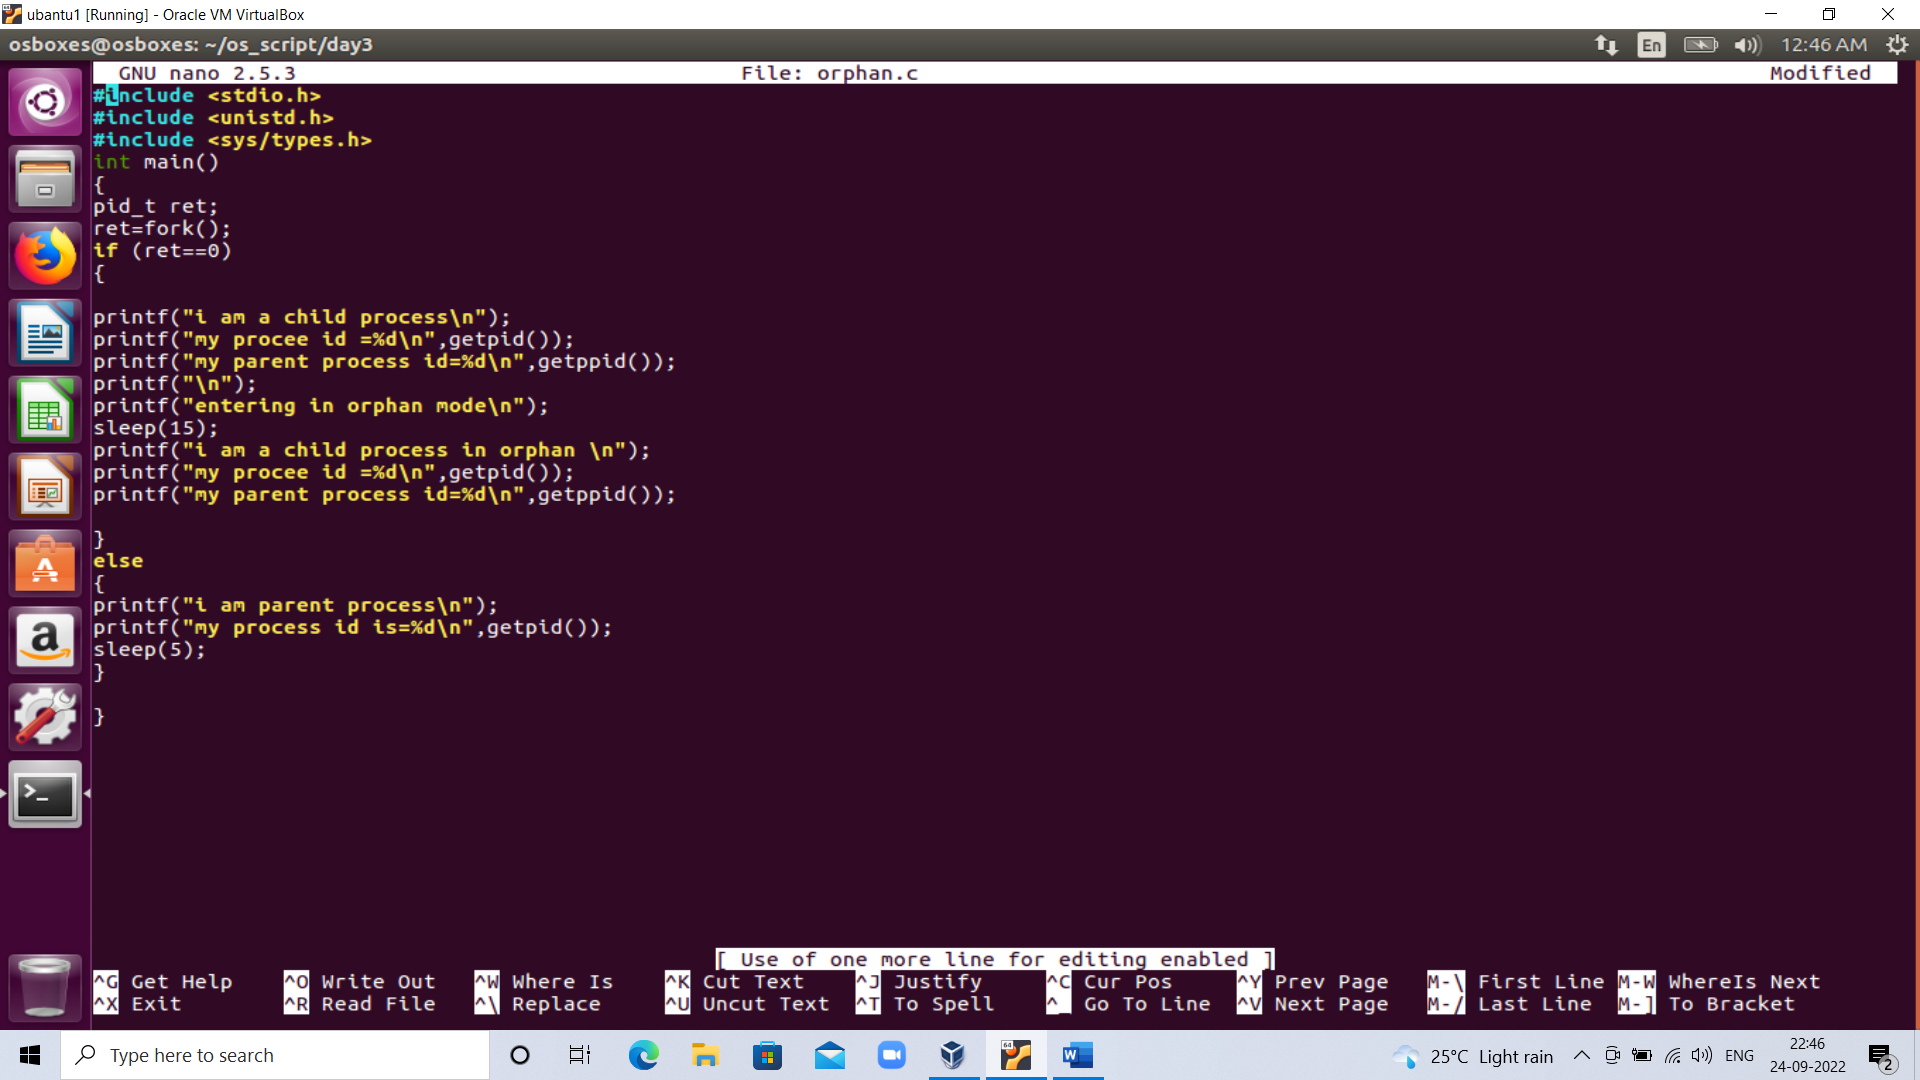 ubantu1 [Running] - Oracle VM VirtualBox
osboxes@osboxes: ~/os_script/day3
En
12:46 AM
GNU nano 2.5.3 File: orphan.c Modified
#include <stdio.h>
#include <unistd.h>
#include <sys/types.h>
int main()
{
pid_t ret;
ret=fork();
if (ret==0)
{
printf("i am a child process\n");
printf("my procee id =%d\n",getpid());
printf("my parent process id=%d\n",getppid());
printf("\n");
printf("entering in orphan mode\n");
sleep(15);
printf("i am a child process in orphan \n");
printf("my procee id =%d\n",getpid());
printf("my parent process id=%d\n",getppid());
}
else
{
printf("i am parent process\n");
printf("my process id is=%d\n",getpid());
sleep(5);
}
}
[ Use of one more line for editing enabled ]
^G Get Help ^O Write Out ^W Where Is ^K Cut Text ^J Justify ^C Cur Pos ^Y Prev Page M-\ First Line M-W WhereIs Next
^X Exit ^R Read File ^\ Replace ^U Uncut Text ^T To Spell ^_ Go To Line ^V Next Page M-/ Last Line M-] To Bracket
Type here to search
64
25°C Light rain
ENG
22:46
24-09-2022
2